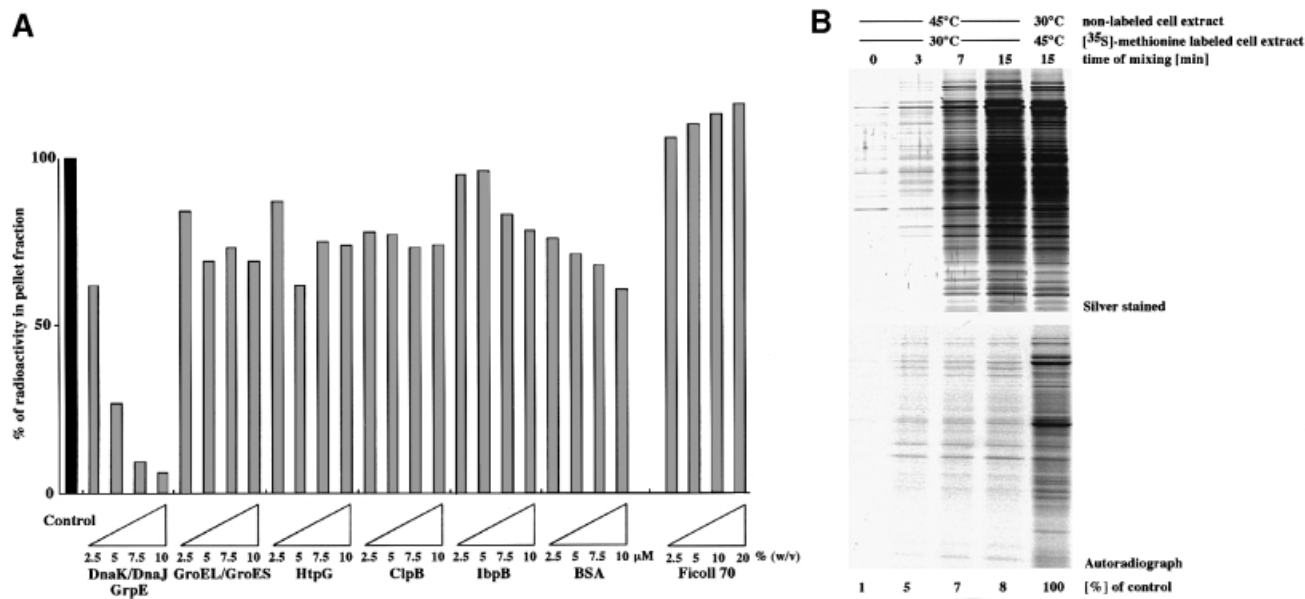 A
% of radioactivity in pellet fraction
100
50
0
Control
2.5 5 7.5 10 2.5 5 7.5 10 2.5 5 7.5 10 2.5 5 7.5 10 2.5 5 7.5 10 2.5 5 7.5 10 μM 2.5 5 10 20 % (w/v)
DnaK/DnaJ GroEL/GroES HtpG ClpB IbpB BSA Ficoll 70
GrpE
B
45°C 30°C non-labeled cell extract
30°C 45°C [35S]-methionine labeled cell extract
0 3 7 15 15 time of mixing [min]
Silver stained
Autoradiograph
1 5 7 8 100 [%] of control